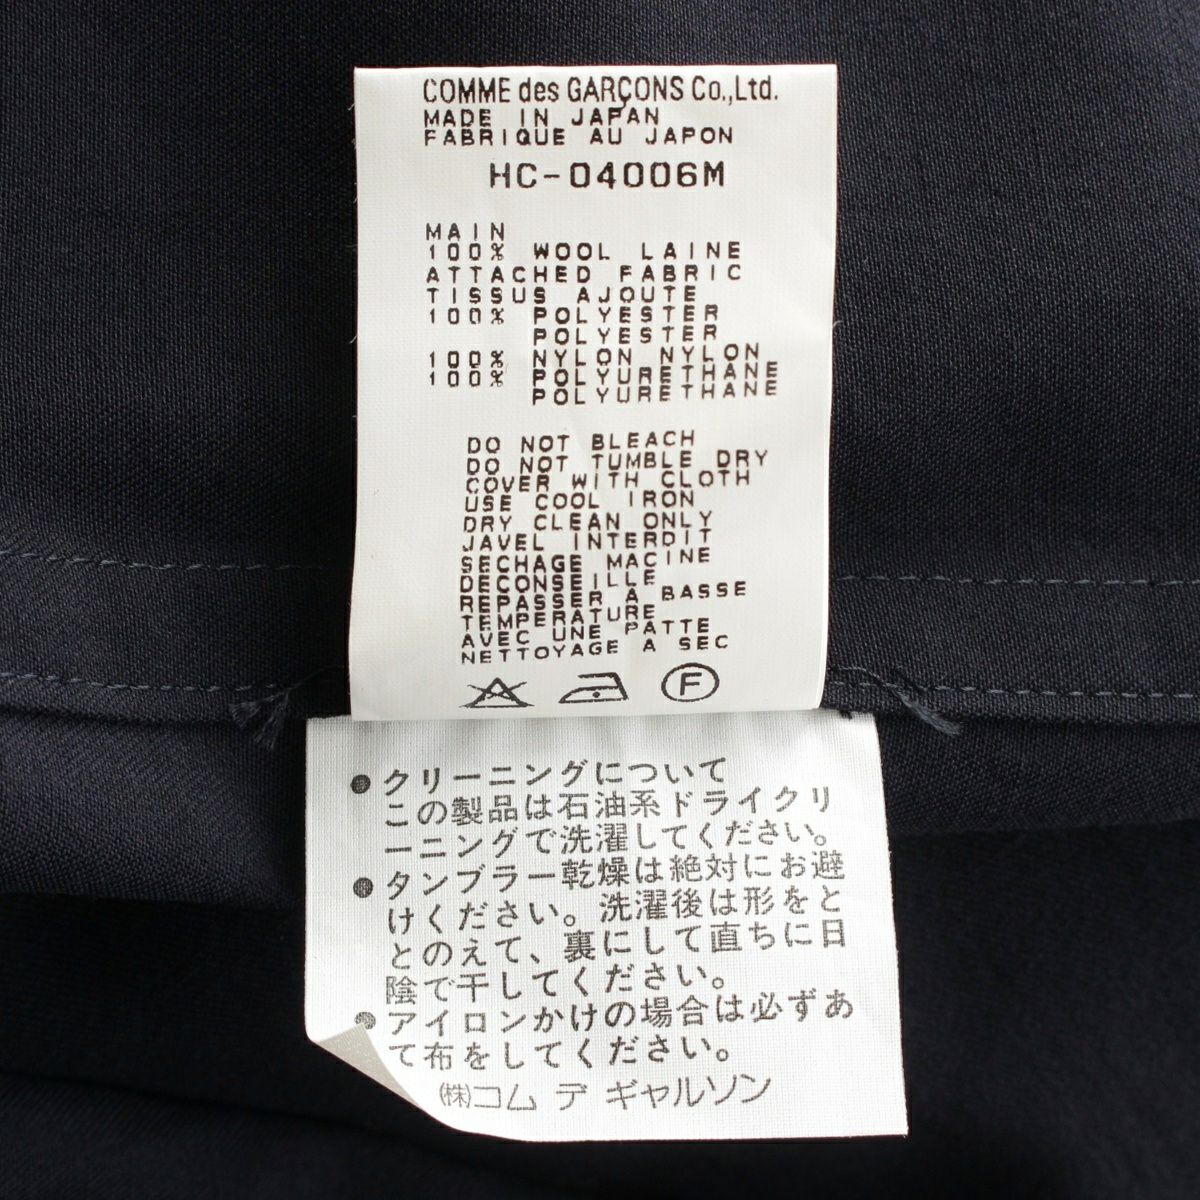 COMME des GARÇONS Co.,Ltd.
MADE IN JAPAN
FABRIQUE AU JAPON
HC-04006M
MAIN
100% WOOL LAINE
ATTACHED FABRIC
TISSUS AJOUTE
100% POLYESTER
POLYESTER
100% NYLON NYLON
100% POLYURETHANE
POLYURETHANE
DO NOT BLEACH
DO NOT TUMBLE DRY
COVER WITH CLOTH
USE COOL IRON
DRY CLEAN ONLY
JAVEL INTERDIT
SECHAGE MACINE
DECONSEILLE
REPASSER A BASSE
TEMPERATURE
AVEC UNE PATTE
NETTOYAGE A SEC
F
●クリーニングについて
この製品は石油系ドライクリ
ーニングで洗濯してください。
●タンブラー乾燥は絶対にお避
けください。洗濯後は形をと
とのえて、裏にして直ちに日
陰で干してください。
●アイロンかけの場合は必ずあ
て布をしてください。
㈱コム デ ギャルソン